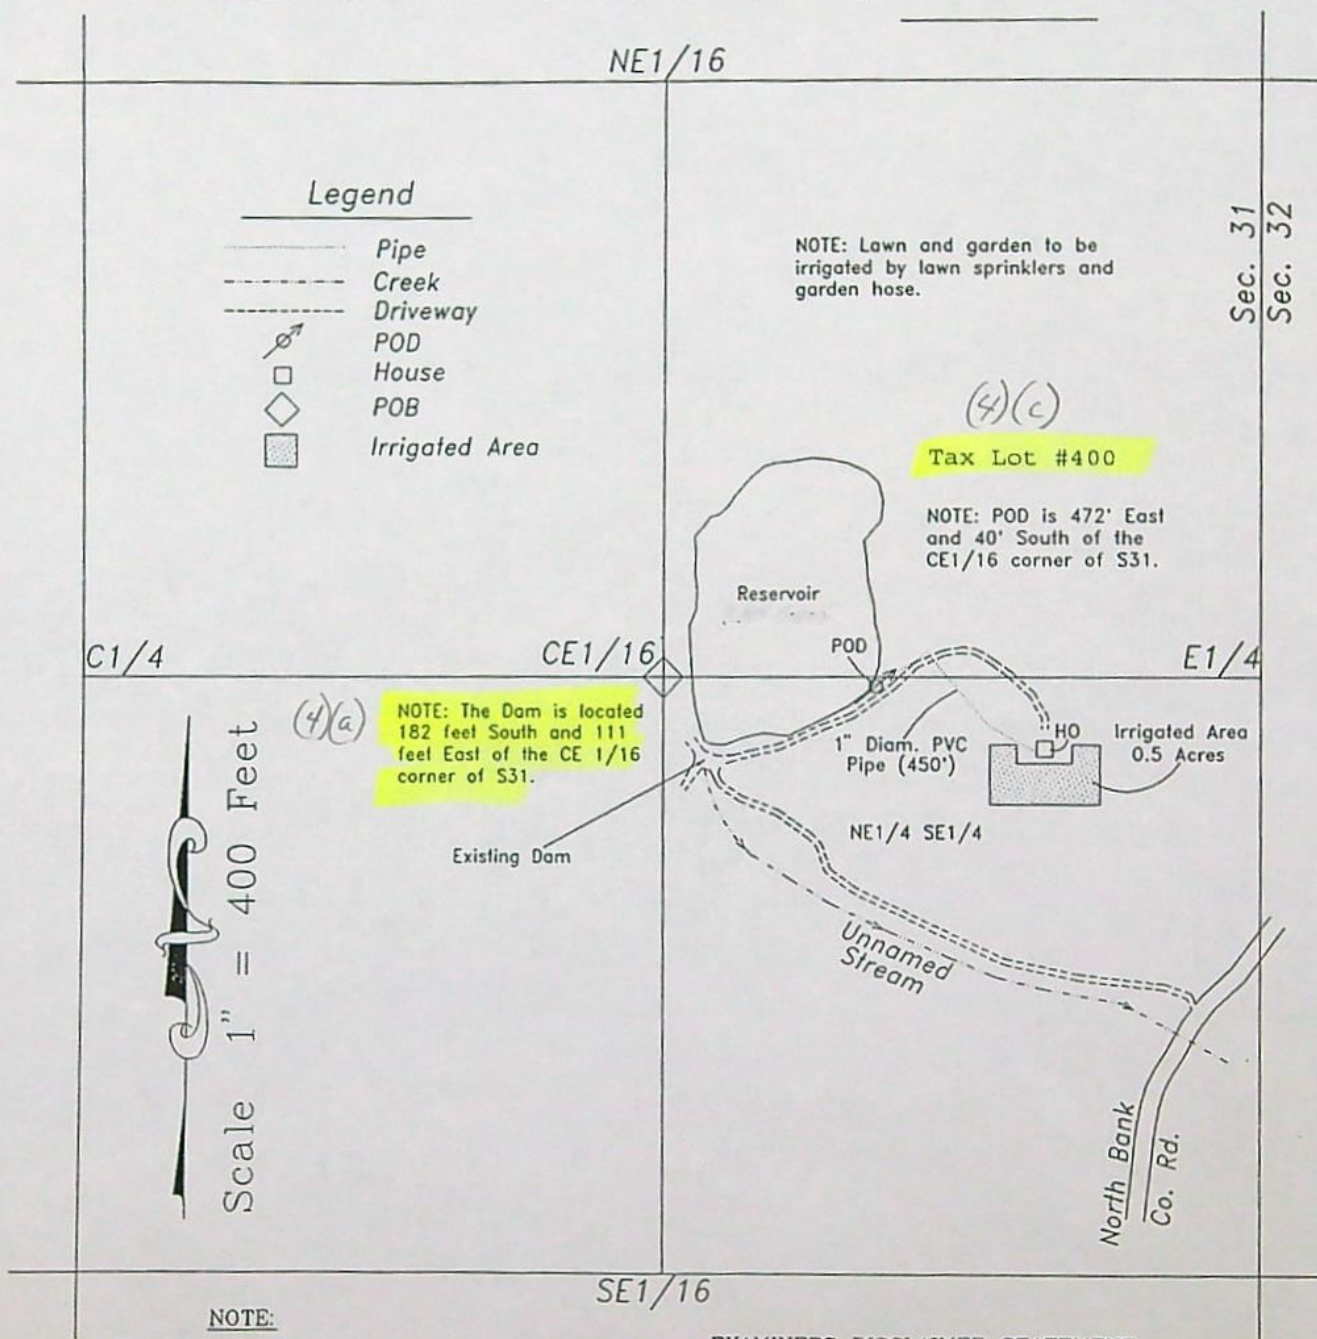 NE1/16
Legend
Pipe
Creek
Driveway
POD
House
POB
Irrigated Area
NOTE: Lawn and garden to be
irrigated by lawn sprinklers and
garden hose.
Sec. 31
Sec. 32
(4)(c)
Tax Lot #400
NOTE: POD is 472' East
and 40' South of the
CE1/16 corner of S31.
Reservoir
POD
C1/4
CE1/16
E1/4
(4)(a)
NOTE: The Dam is located
182 feet South and 111
feet East of the CE 1/16
corner of S31.
1" Diam. PVC
Pipe (450')
HO
Irrigated Area
0.5 Acres
NE1/4 SE1/4
Existing Dam
Unnamed
Stream
Scale 1" = 400 Feet
North Bank
Co. Rd.
SE1/16
NOTE: